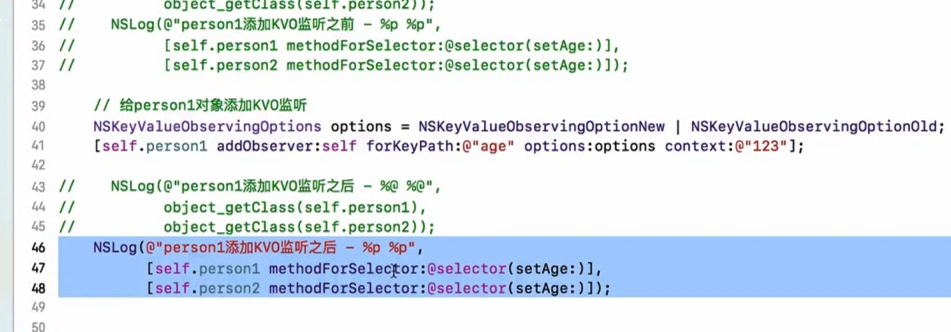 34 //          object_getClass(self.person2));
35 //    NSLog(@"person1添加KVO监听之前 - %p %p",
36 //          [self.person1 methodForSelector:@selector(setAge:)],
37 //          [self.person2 methodForSelector:@selector(setAge:)]);
38
39    // 给person1对象添加KVO监听
40    NSKeyValueObservingOptions options = NSKeyValueObservingOptionNew | NSKeyValueObservingOptionOld;
41    [self.person1 addObserver:self forKeyPath:@"age" options:options context:@"123"];
42
43 //    NSLog(@"person1添加KVO监听之后 - %@ %@",
44 //          object_getClass(self.person1),
45 //          object_getClass(self.person2));
46    NSLog(@"person1添加KVO监听之后 - %p %p",
47          [self.person1 methodForSelector:@selector(setAge:)],
48          [self.person2 methodForSelector:@selector(setAge:)]);
49
50